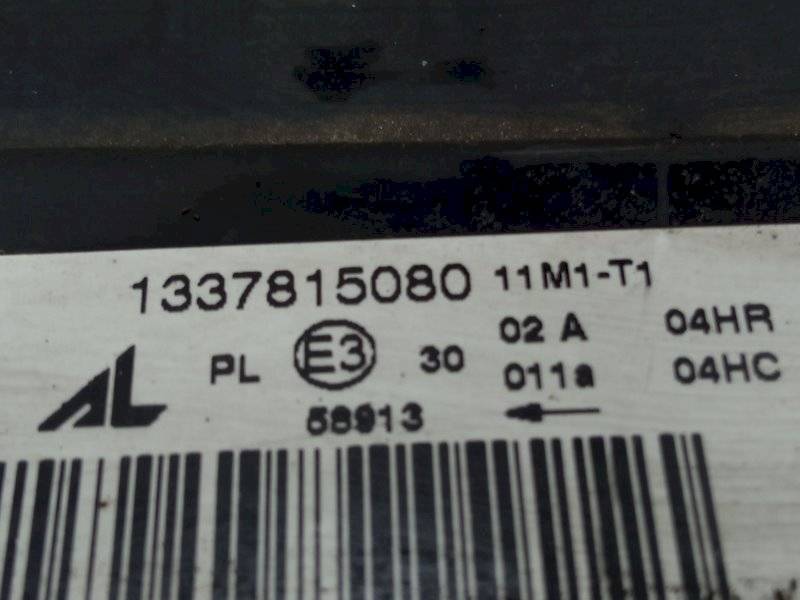 1337815080 11M1-T1
02 A 04HR
AL PL E3 30
011a 04HC
58913